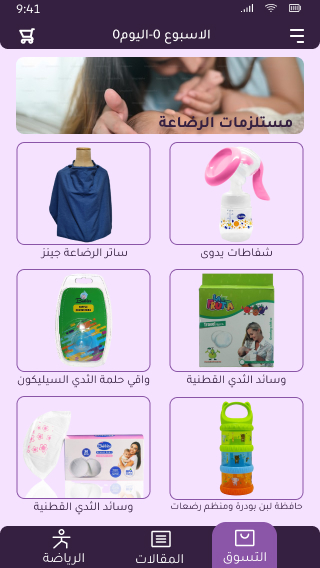 9:41
الاسبوع 0-اليوم0
مستلزمات الرضاعة
شفاطات يدوى
ساتر الرضاعة جينز
وسائد الثدي القطنية
واقي حلمة الثدي السيليكون
حافظة لبن بودرة ومنظم رضعات
وسائد الثدي القطنية
التسوق
المقالات
الرياضة